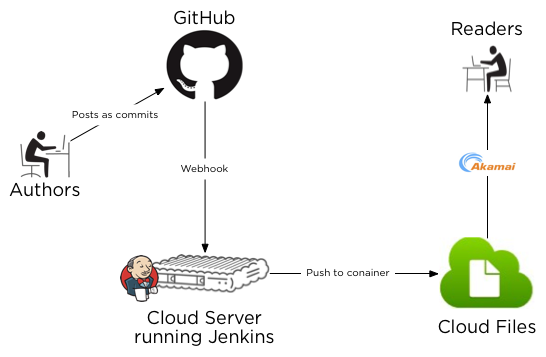 GitHub
Readers
Posts as commits
Authors
Webhook
Akamai
Push to conainer
Cloud Server
running Jenkins
Cloud Files